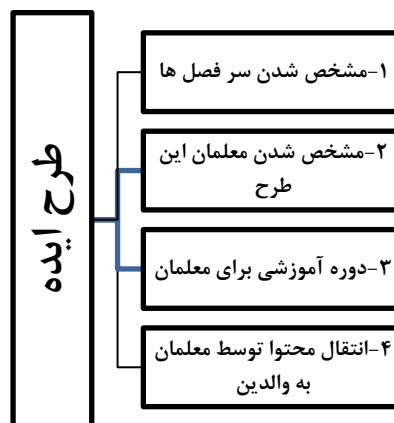 طرح ایده
۱-مشخص شدن سر فصل ها
۲-مشخص شدن معلمان این
طرح
۳-دوره آموزشی برای معلمان
۴-انتقال محتوا توسط معلمان
به والدین